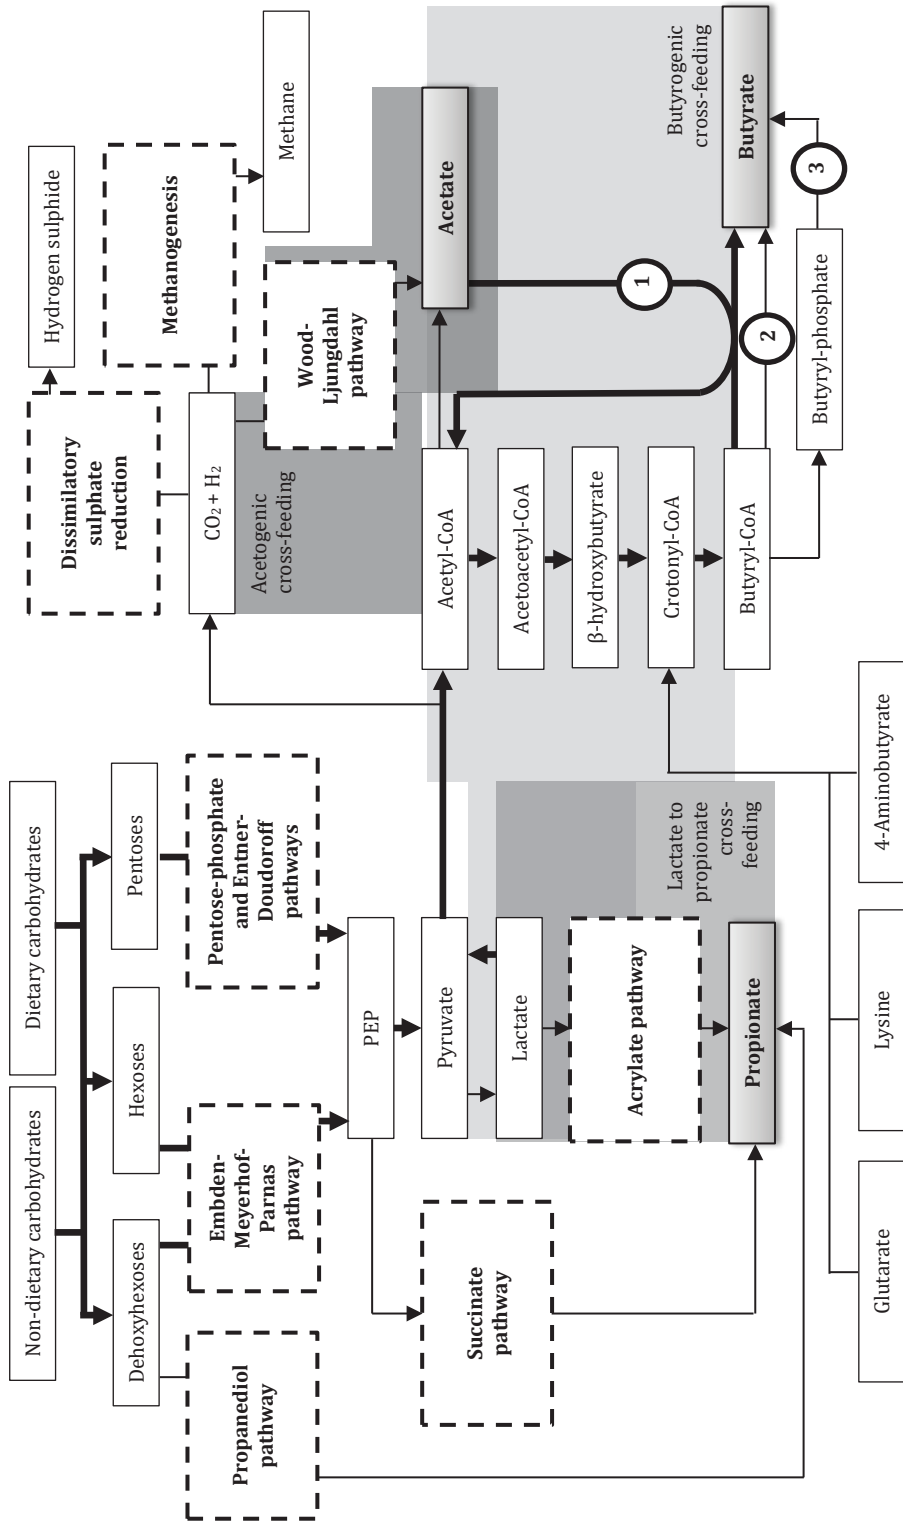 Non-dietary carbohydrates
Dietary carbohydrates
Dehoxyhexoses
Hexoses
Pentoses
Propanediol
pathway
Embden-
Meyerhof-
Parnas
pathway
Pentose-phosphate
and Entner-
Doudoroff
pathways
Dissimilatory
sulphate
reduction
Hydrogen sulphide
Methanogenesis
CO₂ + H₂
Methane
Acetogenic
cross-feeding
Wood-
Ljungdahl
pathway
PEP
Succinate
pathway
Pyruvate
Acetyl-CoA
Acetate
Lactate
Acetoacetyl-CoA
Acrylate pathway
β-hydroxybutyrate
1
Lactate to
propionate
cross-
feeding
Crotonyl-CoA
Butyrogenic
cross-feeding
Propionate
Butyryl-CoA
2
Butyrate
Butyryl-phosphate
3
Glutarate
Lysine
4-Aminobutyrate